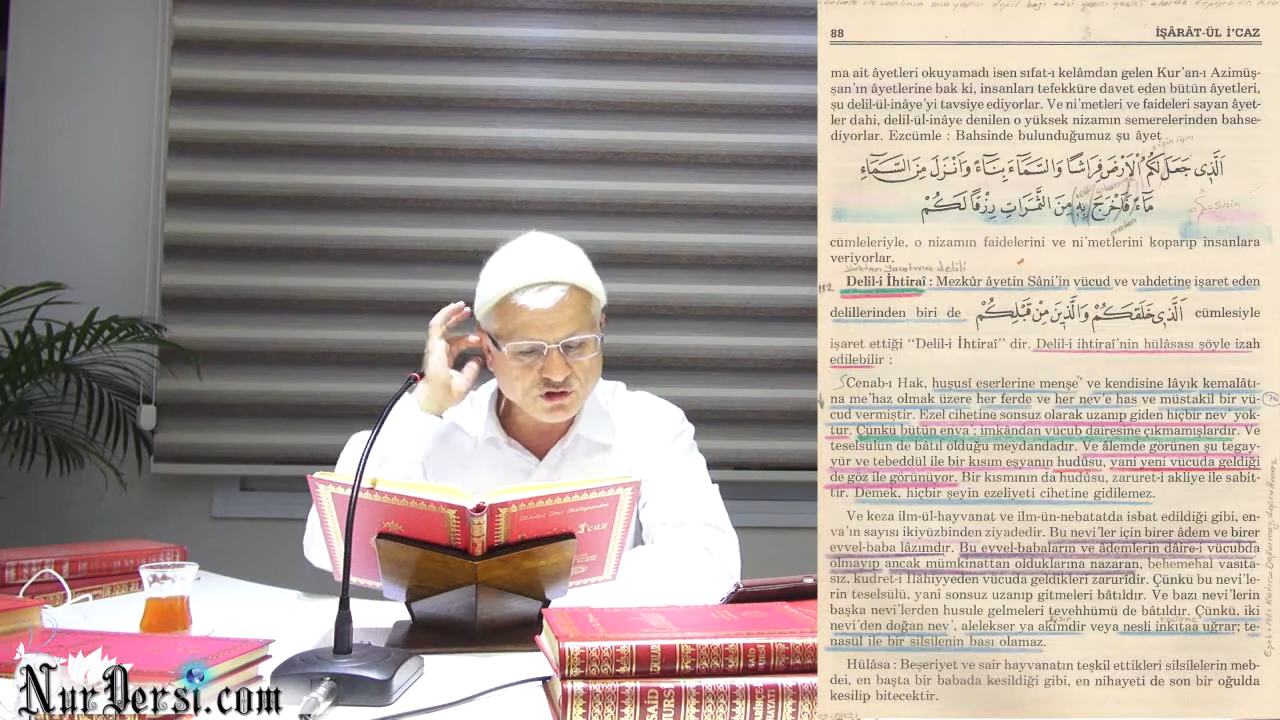 88 İŞÂRÂT-ÜL İ'CAZ
ma ait âyetleri okuyamadı isen sıfat-ı kelâmdan gelen Kur'an-ı Azimüş-
şan'ın âyetlerine bak ki, insanları tefekküre davet eden bütün âyetleri,
şu delil-ül-inâye'yi tavsiye ediyorlar. Ve ni'metleri ve faideleri sayan âyet-
ler dahi, delil-ül-inâye denilen o yüksek nizamın semerelerinden bahse-
diyorlar. Ezcümle : Bahsinde bulunduğumuz şu âyet
اَلَّذِى جَعَلَ لَكُمُ اْلاَرْضَ فِرَاشًا وَالسَّمَاءَ بِنَاءً وَاَنْزَلَ مِنَ السَّمَاءِ
مَاءً فَاَخْرَجَ بِهِ مِنَ الثَّمَرَاتِ رِزْقًا لَكُمْ
cümleleriyle, o nizamın faidelerini ve ni'metlerini koparıp insanlara
veriyorlar.
yoktan yaratma delili
112 Delil-i İhtiraî : Mezkûr âyetin Sâni'in vücud ve vahdetine işaret eden
delillerinden biri de اَلَّذِى خَلَقَكُمْ وَالَّذِينَ مِنْ قَبْلِكُمْ cümlesiyle
işaret ettiği "Delil-i İhtiraî" dir. Delil-i ihtiraî'nin hülâsası şöyle izah
edilebilir :
Cenab-ı Hak, hususî eserlerine menşe' ve kendisine lâyık kemalâtı-
na me'haz olmak üzere her ferde ve her nev'e has ve müstakil bir vü-
cud vermiştir. Ezel cihetine sonsuz olarak uzanıp giden hiçbir nev' yok-
tur. Çünkü bütün enva'; imkândan vücub dairesine çıkmamışlardır. Ve
teselsülün de bâtıl olduğu meydandadır. Ve âlemde görünen şu tegay-
yür ve tebeddül ile bir kısım eşyanın hudûsu, yani yeni vücuda geldiği
de göz ile görünüyor. Bir kısmının da hudûsu, zaruret-i akliye ile sabit-
tir. Demek, hiçbir şeyin ezeliyeti cihetine gidilemez.
Ve keza ilm-ül-hayvanat ve ilm-ün-nebatatda isbat edildiği gibi, en-
vâ'ın sayısı ikiyüzbinden ziyadedir. Bu nevi'ler için birer âdem ve birer
evvel-baba lâzımdır. Bu evvel-babaların ve âdemlerin dâire-i vücubda
olmayıp ancak mümkinattan olduklarına nazaran, behemehal vasıta-
sız, kudret-i İlâhiyyeden vücuda geldikleri zarurîdir. Çünkü bu nevi'le-
rin teselsülü, yani sonsuz uzanıp gitmeleri bâtıldır. Ve bazı nevi'lerin
başka nevi'lerden husule gelmeleri tevehhümü de bâtıldır. Çünkü, iki
nevi'den doğan nev', alelekser ya akîmdir veya nesli inkıtaa uğrar; te-
nasül ile bir silsilenin başı olamaz.
Hülâsa : Beşeriyet ve sair hayvanatın teşkil ettikleri silsilelerin meb-
dei, en başta bir babada kesildiği gibi, en nihayeti de son bir oğulda
kesilip bitecektir.
SAİD
NURSÎ
NurDersi.com